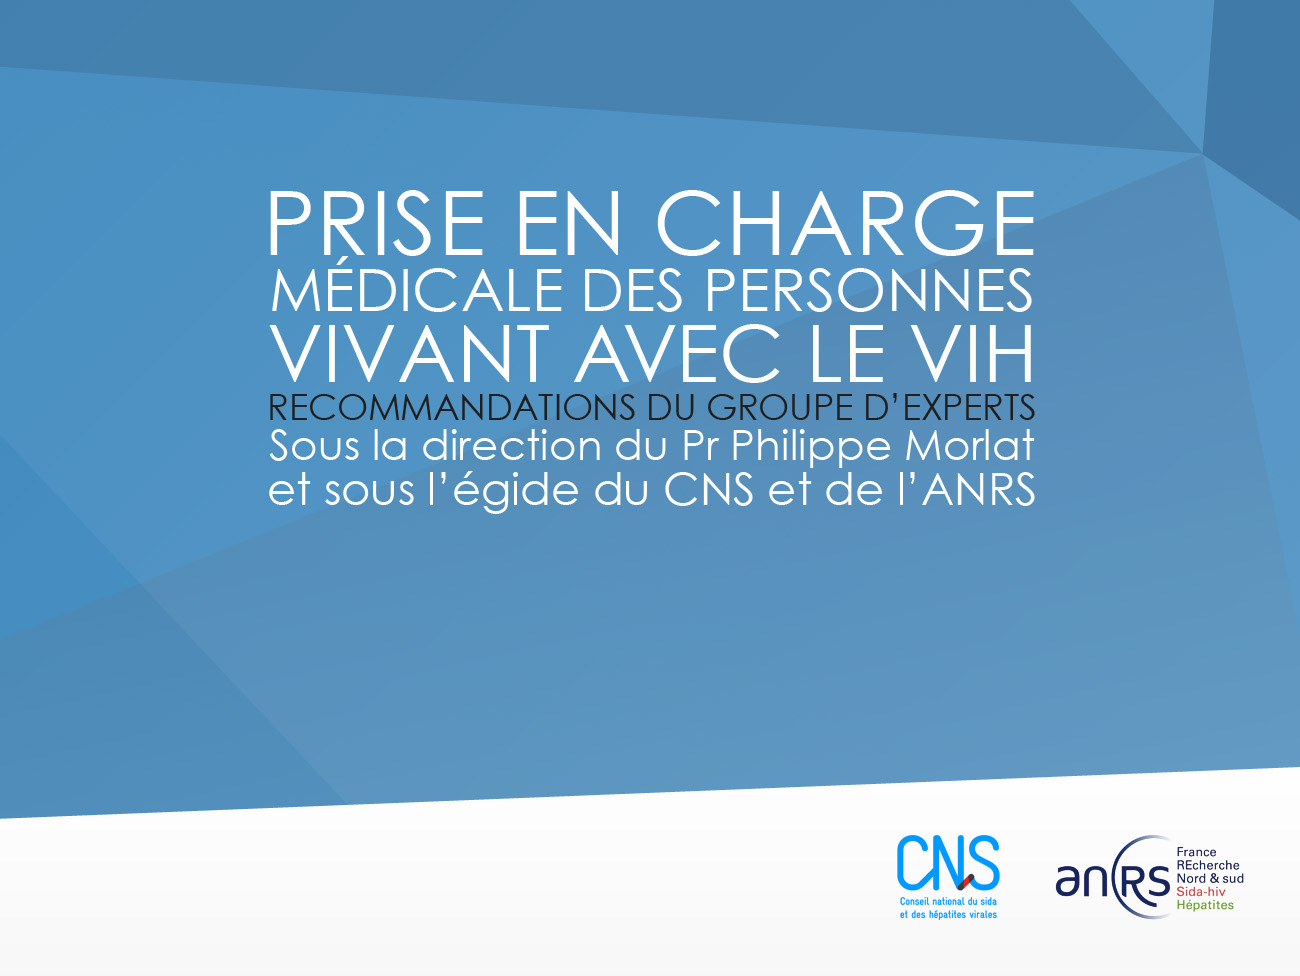 PRISE EN CHARGE
MÉDICALE DES PERSONNES
VIVANT AVEC LE VIH
RECOMMANDATIONS DU GROUPE D’EXPERTS
Sous la direction du Pr Philippe Morlat
et sous l’égide du CNS et de l’ANRS
CNS
Conseil national du sida
et des hépatites virales
anRS
France
REcherche
Nord & sud
Sida-hiv
Hépatites